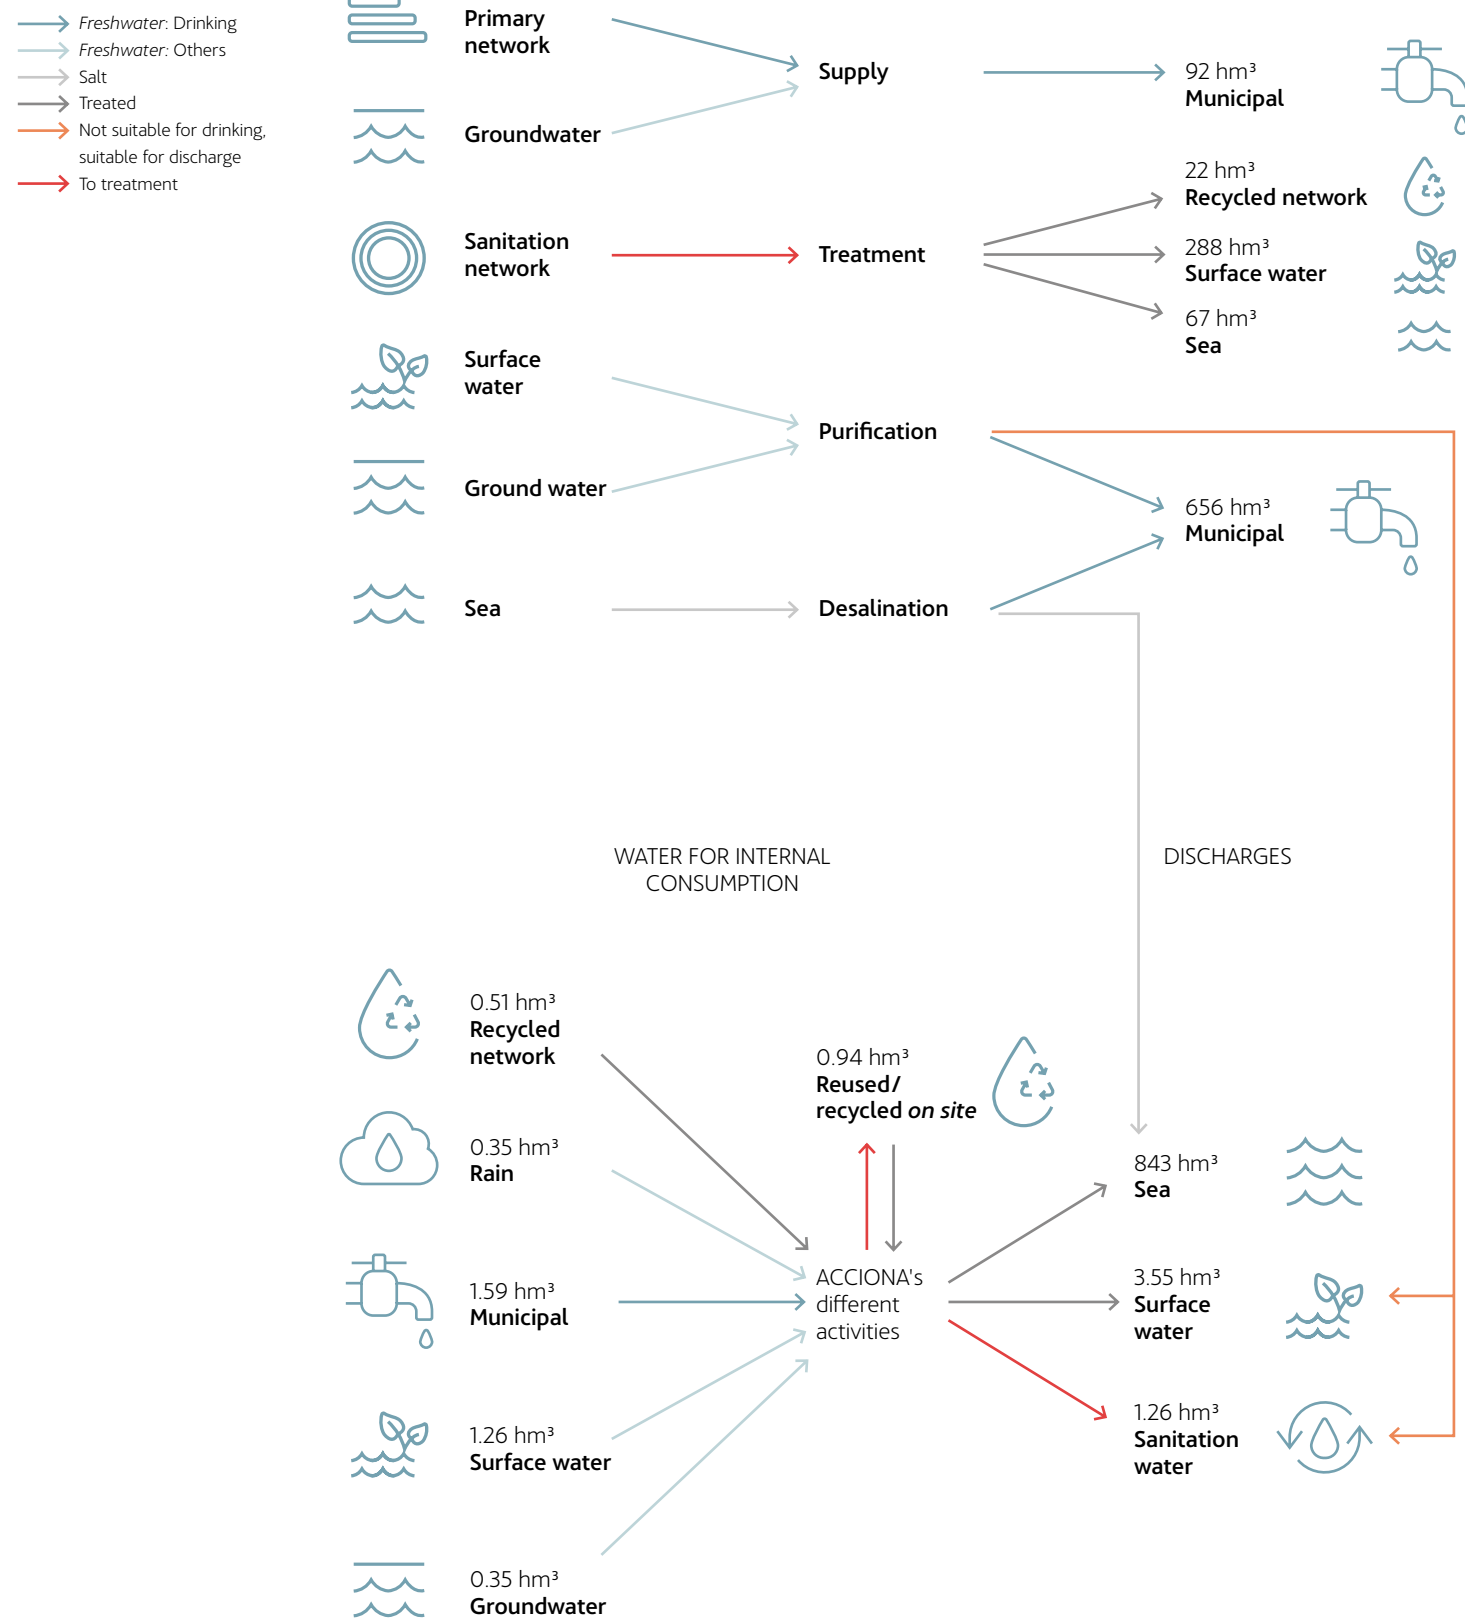 Freshwater: Drinking
Freshwater: Others
Salt
Treated
Not suitable for drinking,
suitable for discharge
To treatment
Primary
network
Groundwater
Supply
92 hm³
Municipal
Sanitation
network
Treatment
22 hm³
Recycled network
288 hm³
Surface water
67 hm³
Sea
Surface
water
Ground water
Purification
656 hm³
Municipal
Sea
Desalination
WATER FOR INTERNAL
CONSUMPTION
DISCHARGES
0.51 hm³
Recycled
network
0.35 hm³
Rain
1.59 hm³
Municipal
1.26 hm³
Surface water
0.35 hm³
Groundwater
0.94 hm³
Reused/
recycled on site
ACCIONA's
different
activities
843 hm³
Sea
3.55 hm³
Surface
water
1.26 hm³
Sanitation
water